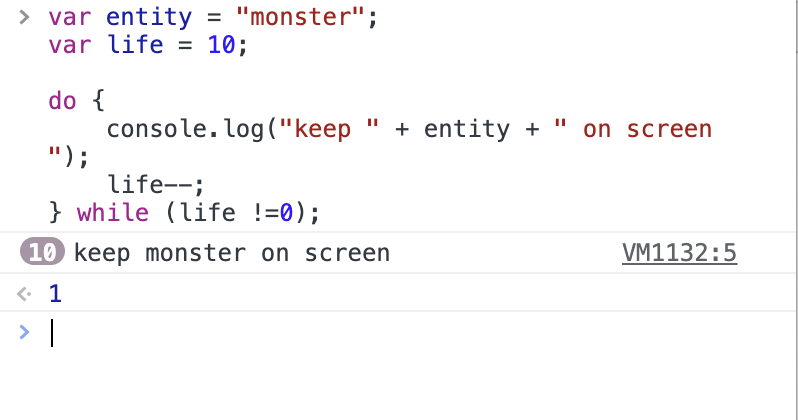 > var entity = "monster";
var life = 10;
do {
console.log("keep " + entity + " on screen
");
life--;
} while (life !=0);
10 keep monster on screen VM1132:5
1
>